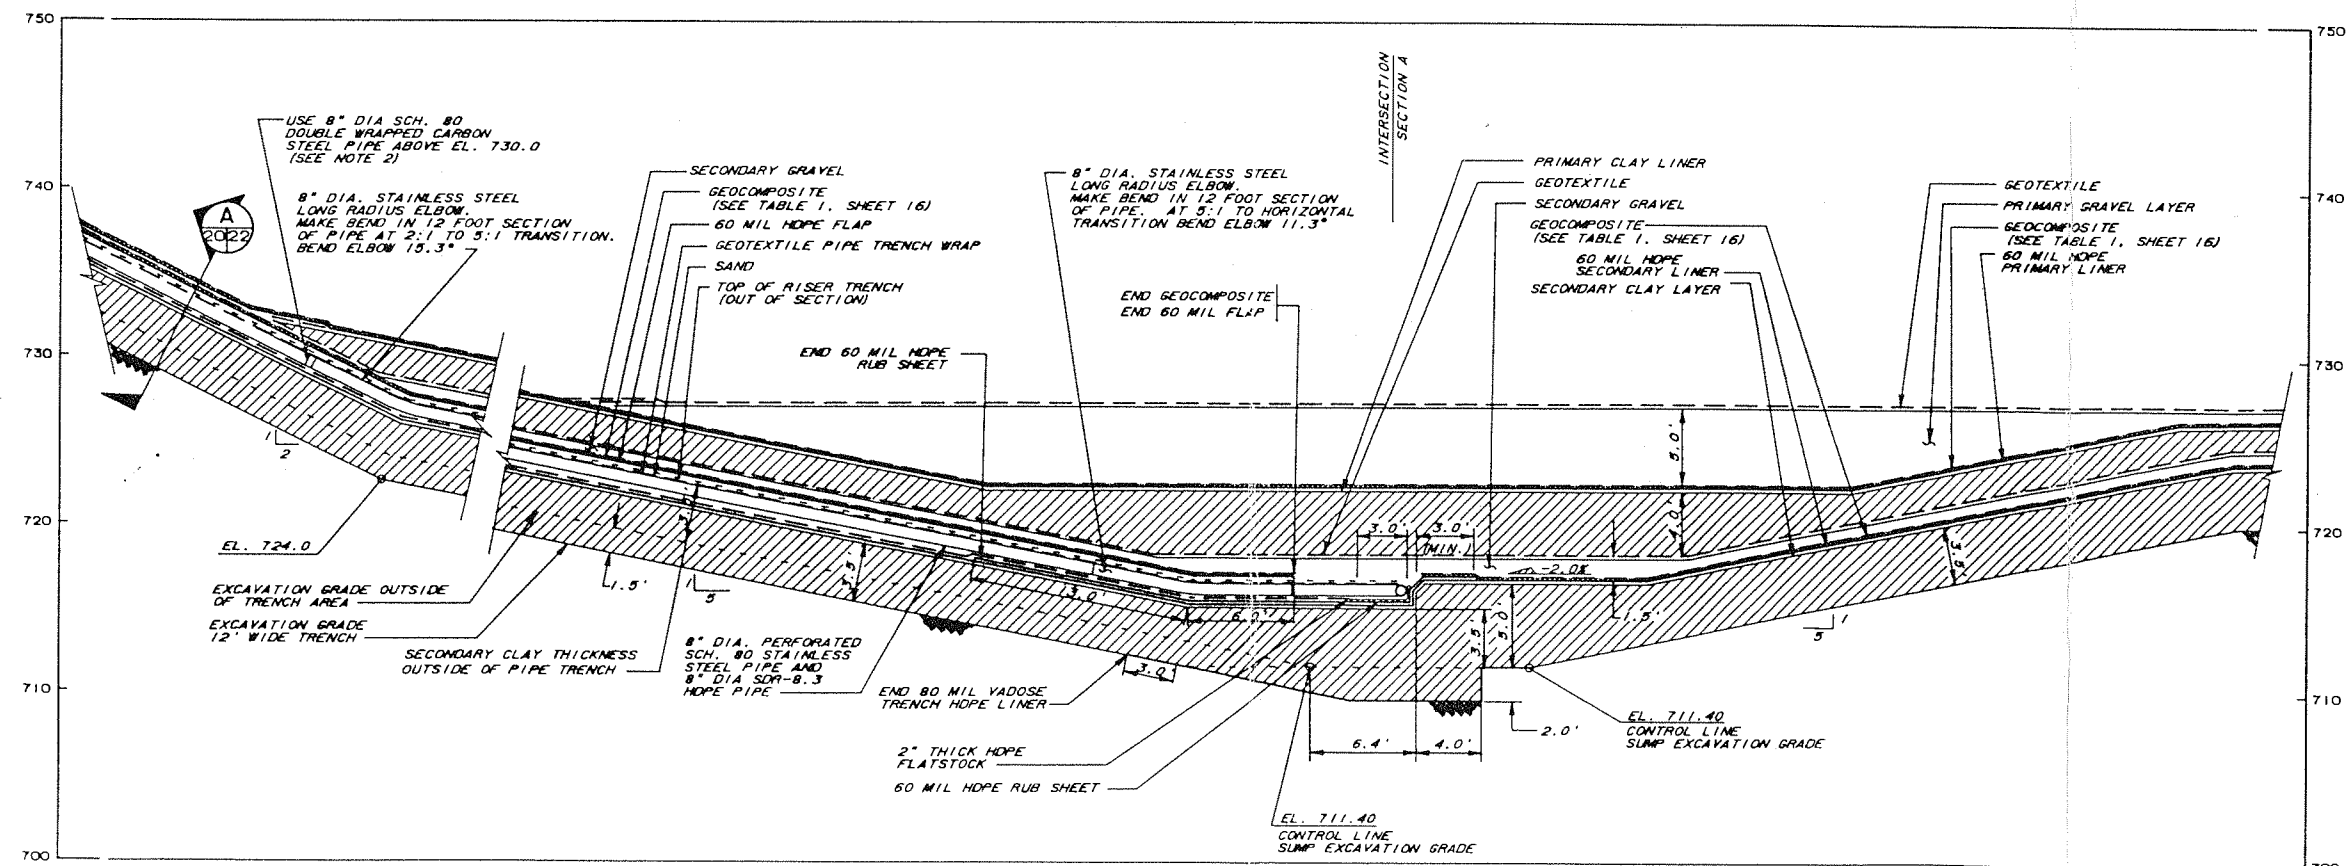 750
750
USE 8" DIA SCH. 80
DOUBLE WRAPPED CARBON
STEEL PIPE ABOVE EL. 730.0
(SEE NOTE 2)
INTERSECTION
SECTION A
740
740
8" DIA. STAINLESS STEEL
LONG RADIUS ELBOW.
MAKE BEND IN 12 FOOT SECTION
OF PIPE AT 2:1 TO 5:1 TRANSITION.
BEND ELBOW 15.3°
A
20 22
SECONDARY GRAVEL
GEOCOMPOSITE
(SEE TABLE 1, SHEET 16)
60 MIL HDPE FLAP
GEOTEXTILE PIPE TRENCH WRAP
SAND
TOP OF RISER TRENCH
(OUT OF SECTION)
8" DIA. STAINLESS STEEL
LONG RADIUS ELBOW.
MAKE BEND IN 12 FOOT SECTION
OF PIPE. AT 5:1 TO HORIZONTAL
TRANSITION BEND ELBOW 11.3°
PRIMARY CLAY LINER
GEOTEXTILE
SECONDARY GRAVEL
GEOCOMPOSITE
(SEE TABLE 1, SHEET 16)
60 MIL HDPE
SECONDARY LINER
SECONDARY CLAY LAYER
GEOTEXTILE
PRIMARY GRAVEL LAYER
GEOCOMPOSITE
(SEE TABLE 1, SHEET 16)
60 MIL HDPE
PRIMARY LINER
END GEOCOMPOSITE
END 60 MIL FLAP
END 60 MIL HDPE
RUB SHEET
730
730
1
2
5.0'
4.0'
720
720
3.0'
3.0'
(MIN.)
-2.0%
EL. 724.0
EXCAVATION GRADE OUTSIDE
OF TRENCH AREA
EXCAVATION GRADE
12' WIDE TRENCH
SECONDARY CLAY THICKNESS
OUTSIDE OF PIPE TRENCH
1.5'
1
5
3.5'
13.0'
6.0'
3.5'
5.0'
1.5'
3.5'
1
5
8" DIA. PERFORATED
SCH. 80 STAINLESS
STEEL PIPE AND
8" DIA SDR-8.3
HDPE PIPE
END 80 MIL VADOSE
TRENCH HDPE LINER
3.0'
710
710
2" THICK HDPE
FLATSTOCK
60 MIL HDPE RUB SHEET
6.4'
4.0'
2.0'
EL. 711.40
CONTROL LINE
SUMP EXCAVATION GRADE
EL. 711.40
CONTROL LINE
SUMP EXCAVATION GRADE
700